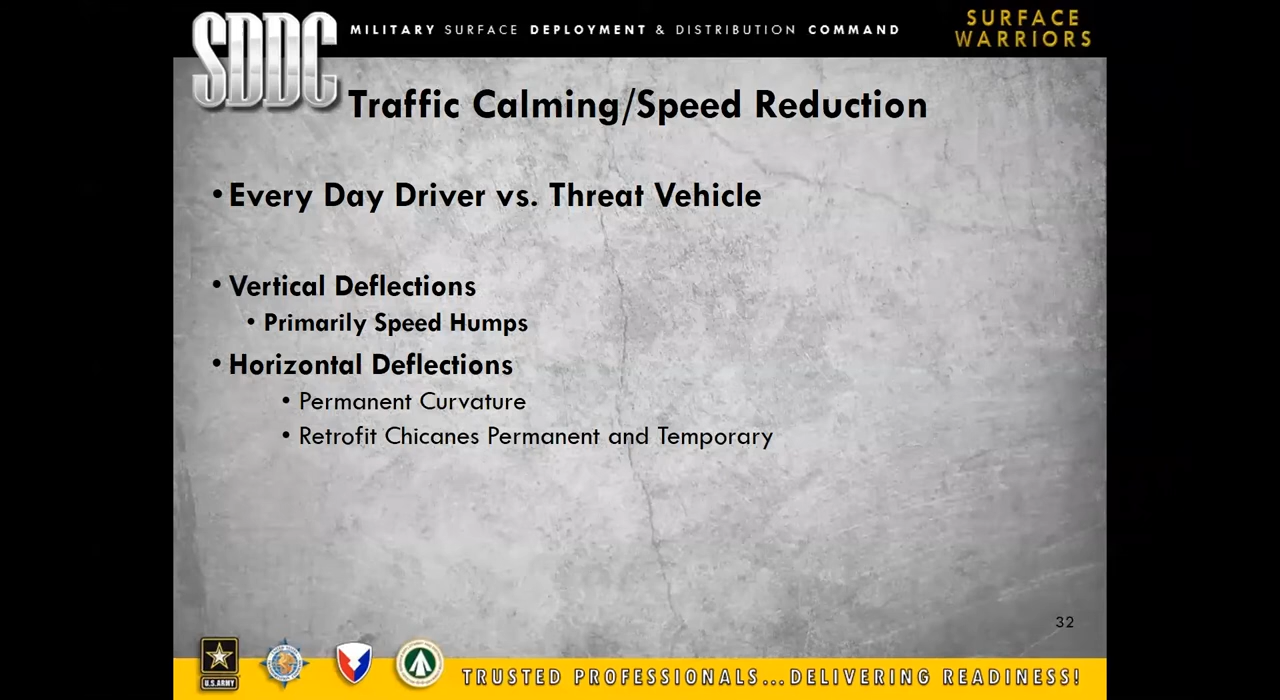 SDDC
MILITARY SURFACE DEPLOYMENT & DISTRIBUTION COMMAND
SURFACE
WARRIORS
Traffic Calming/Speed Reduction
• Every Day Driver vs. Threat Vehicle
• Vertical Deflections
• Primarily Speed Humps
• Horizontal Deflections
• Permanent Curvature
• Retrofit Chicanes Permanent and Temporary
32
U.S.ARMY
TRUSTED PROFESSIONALS...DELIVERING READINESS!